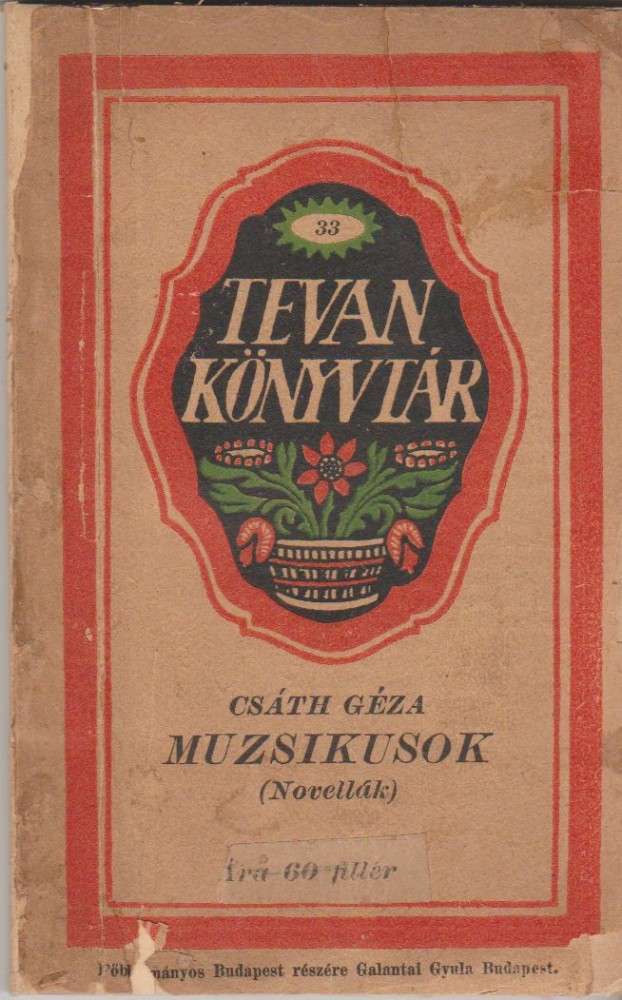 33
TEVAN
KÖNYVTÁR
CSÁTH GÉZA
MUZSIKUSOK
(Novellák)
Ára 60 fillér
Budapest részére Galantai Gyula Budapest.